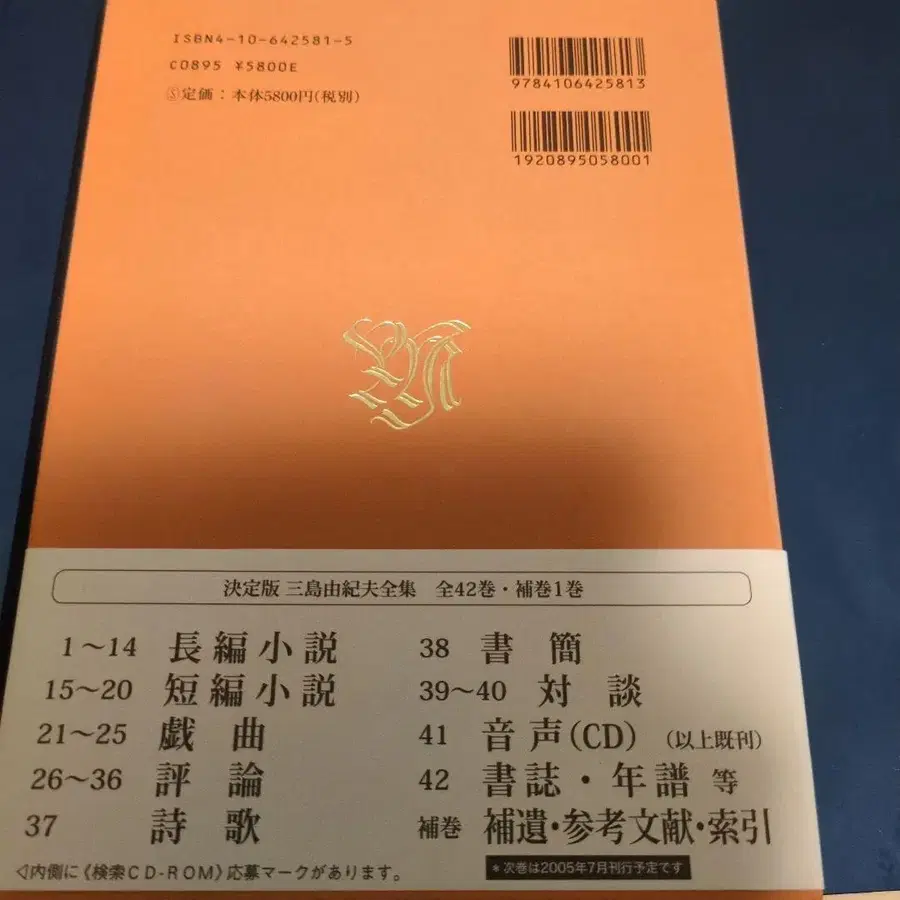 ISBN4-10-642581-5
C0895 ¥5800E
Ⓢ定価：本体5800円(税別)
9784106425813
1920895058001
決定版 三島由紀夫全集 全42巻・補巻1巻
1～14 長編小説
15～20 短編小説
21～25 戯曲
26～36 評論
37 詩歌
38 書簡
39～40 対談
41 音声(CD) (以上既刊)
42 書誌・年譜 等
補巻 補遺・参考文献・索引
◁内側に《検索CD-ROM》応募マークがあります。
＊次巻は2005年7月刊行予定です